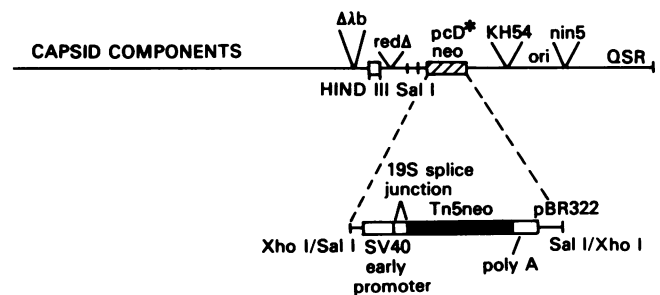 Δλb
redΔ
pcD*
neo
KH54
nin5
CAPSID COMPONENTS
ori
QSR
HIND III Sal I
19S splice
junction
Tn5neo
pBR322
Xho I/Sal I
SV40
early
promoter
poly A
Sal I/Xho I